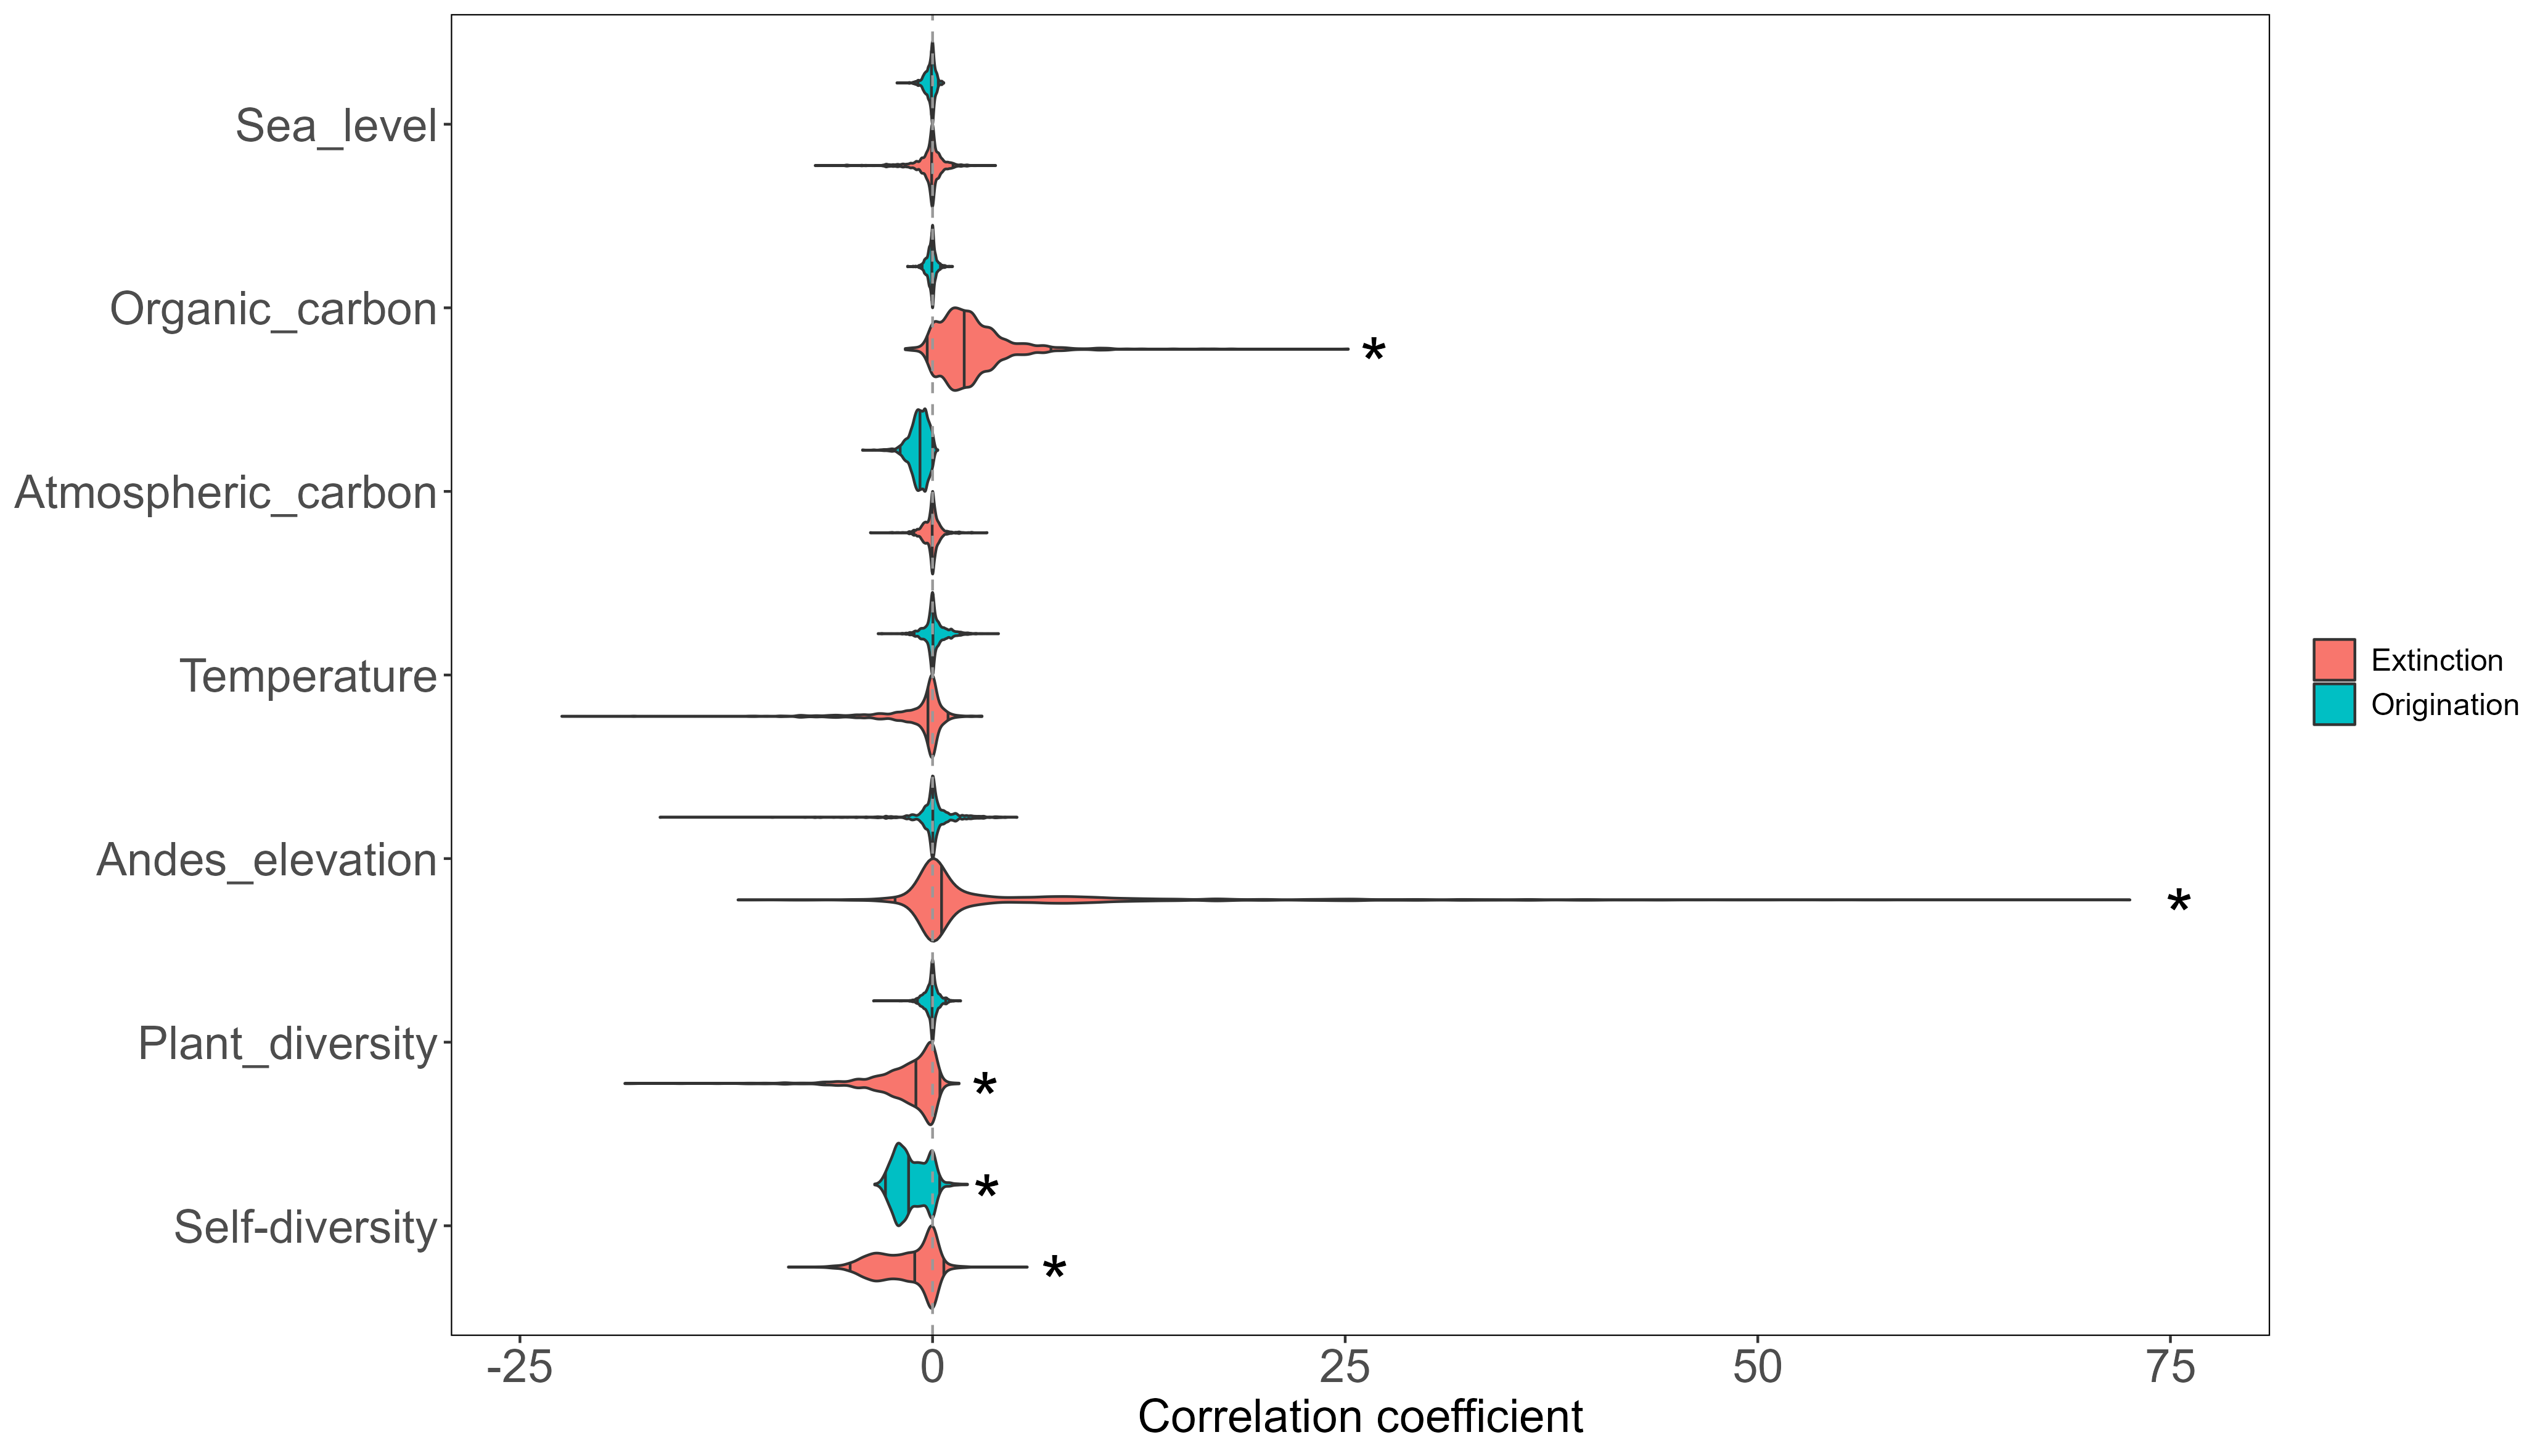 Sea_level
Organic_carbon
*
Atmospheric_carbon
Temperature
Andes_elevation
*
Plant_diversity
*
*
Self-diversity
*
Extinction
Origination
-25 0 25 50 75
Correlation coefficient